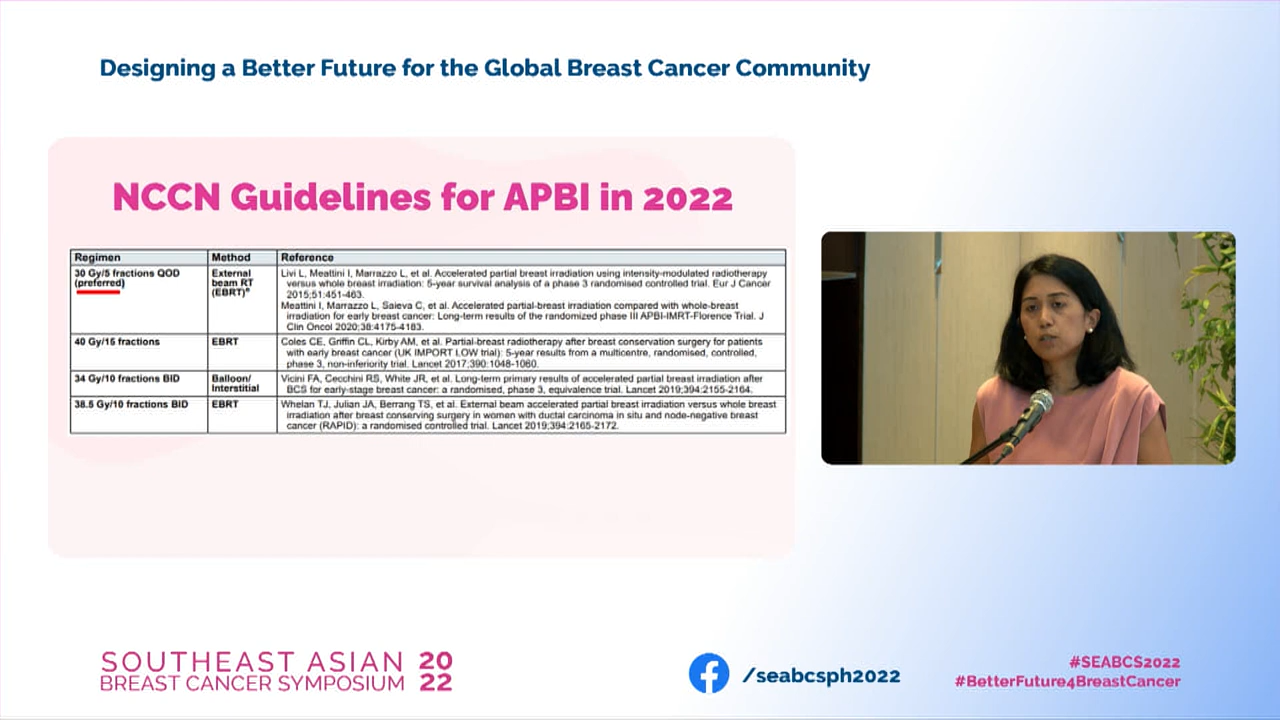 Designing a Better Future for the Global Breast Cancer Community
NCCN Guidelines for APBI in 2022
Regimen Method Reference
30 Gy/5 fractions QOD
(preferred)
External
beam RT
(EBRT)e
Livi L, Meattini I, Marrazzo L, et al. Accelerated partial breast irradiation using intensity-modulated radiotherapy
versus whole breast irradiation: 5-year survival analysis of a phase 3 randomised controlled trial. Eur J Cancer
2015;51:451-463.
Meattini I, Marrazzo L, Saieva C, et al. Accelerated partial-breast irradiation compared with whole-breast
irradiation for early breast cancer: Long-term results of the randomized phase III APBI-IMRT-Florence Trial. J
Clin Oncol 2020;38:4175-4183.
40 Gy/15 fractions
EBRT
Coles CE, Griffin CL, Kirby AM, et al. Partial-breast radiotherapy after breast conservation surgery for patients
with early breast cancer (UK IMPORT LOW trial): 5-year results from a multicentre, randomised, controlled,
phase 3, non-inferiority trial. Lancet 2017;390:1048-1060.
34 Gy/10 fractions BID
Balloon/
Interstitial
Vicini FA, Cecchini RS, White JR, et al. Long-term primary results of accelerated partial breast irradiation after
BCS for early-stage breast cancer: a randomised, phase 3, equivalence trial. Lancet 2019;394:2155-2164.
38.5 Gy/10 fractions BID
EBRT
Whelan TJ, Julian JA, Berrang TS, et al. External beam accelerated partial breast irradiation versus whole breast
irradiation after breast conserving surgery in women with ductal carcinoma in situ and node-negative breast
cancer (RAPID): a randomised controlled trial. Lancet 2019;394:2165-2172.
SOUTHEAST ASIAN 20
BREAST CANCER SYMPOSIUM 22
/seabcsph2022
#SEABCS2022
#BetterFuture4BreastCancer